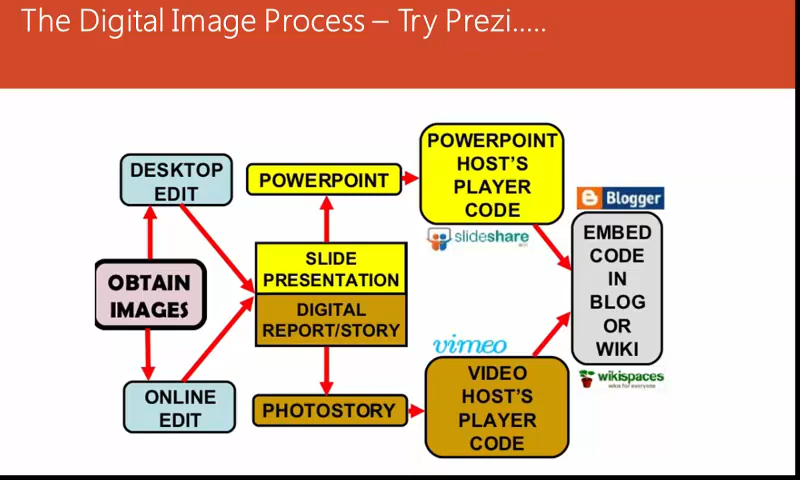 The Digital Image Process – Try Prezi.....
DESKTOP
EDIT
POWERPOINT
POWERPOINT
HOST'S
PLAYER
CODE
slideshare
Blogger
OBTAIN
IMAGES
SLIDE
PRESENTATION
DIGITAL
REPORT/STORY
EMBED
CODE
IN
BLOG
OR
WIKI
vimeo
wikispaces
wikis for everyone
ONLINE
EDIT
PHOTOSTORY
VIDEO
HOST'S
PLAYER
CODE